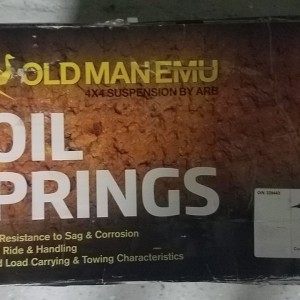 OLD MAN EMU
4X4 SUSPENSION BY ARB
OIL
PRINGS
Resistance to Sag & Corrosion
Ride & Handling
d Load Carrying & Towing Characteristics